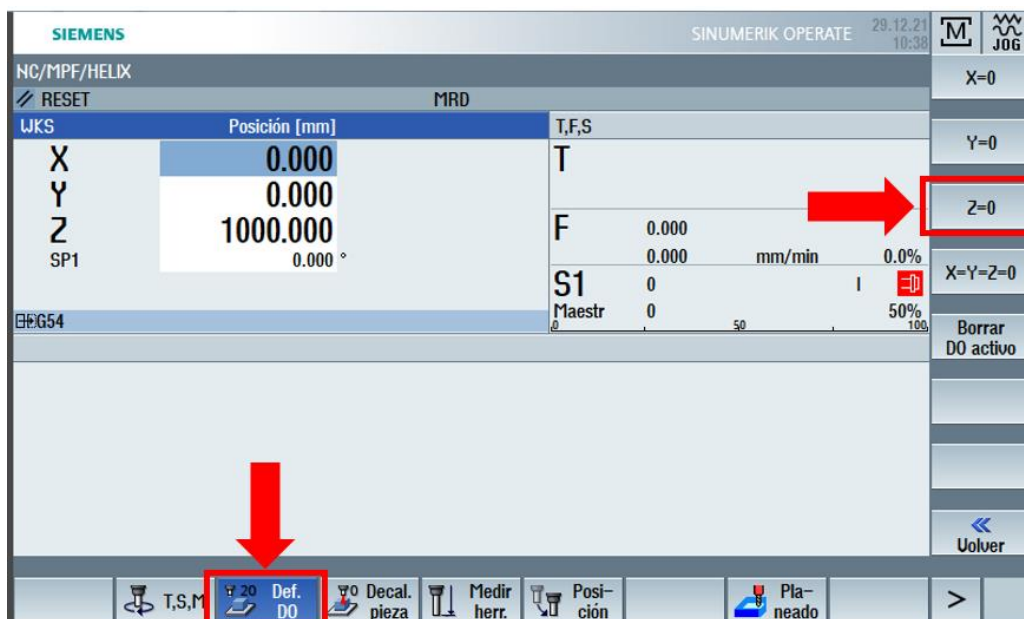 SIEMENS
SINUMERIK OPERATE
29.12.21
10:38
M
JOG
NC/MPF/HELIX
RESET
MRD
WKS Posición [mm]
X 0.000
Y 0.000
Z 1000.000
SP1 0.000 °
G54
T,F,S
T
F 0.000
0.000 mm/min 0.0%
S1 0 I
Maestr 0 50%
0 50 100
X=0
Y=0
Z=0
X=Y=Z=0
Borrar
DO activo
«
Volver
T,S,M
20 Def.
DO
0 Decal.
pieza
Medir
herr.
Posi-
ción
Pla-
neado
>